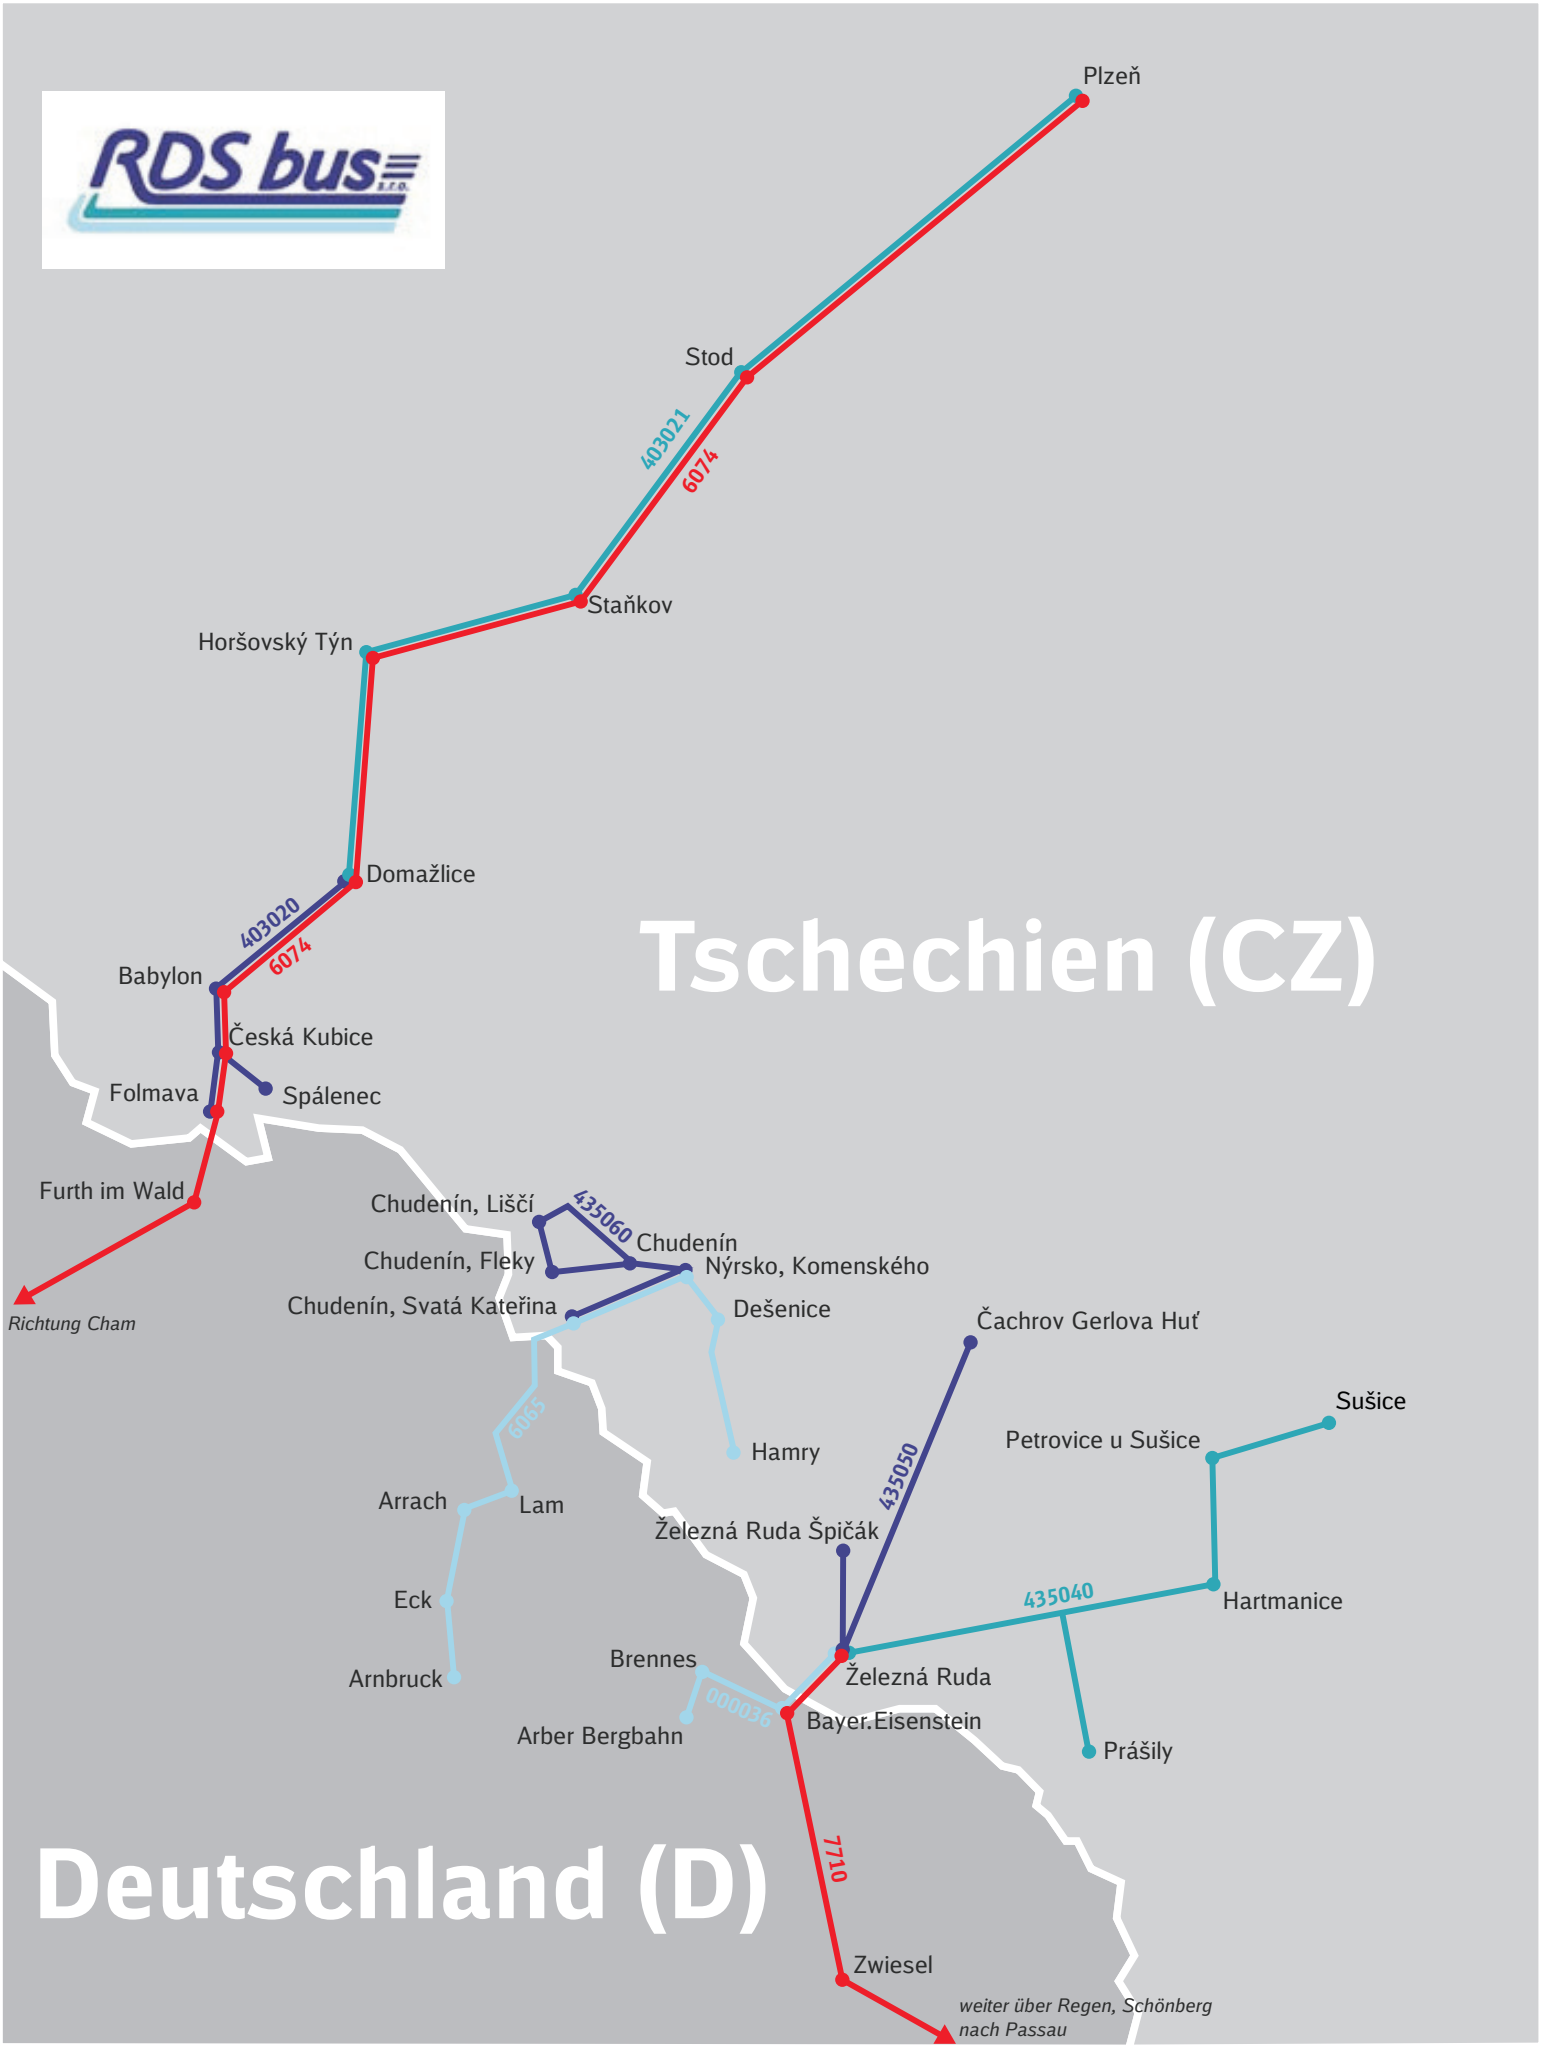 Plzeň
RDS bus
s.r.o.
Stod
403021
6074
Staňkov
Horšovský Týn
Domažlice
403020
6074
Tschechien (CZ)
Babylon
Česká Kubice
Folmava
Spálenec
Furth im Wald
Richtung Cham
Chudenín, Liščí
435060
Chudenín
Chudenín, Fleky
Nýrsko, Komenského
Chudenín, Svatá Kateřina
Dešenice
Čachrov Gerlova Huť
6065
Sušice
Petrovice u Sušice
Hamry
435050
Arrach
Lam
Železná Ruda Špičák
Eck
435040
Hartmanice
Brennes
Železná Ruda
Arnbruck
000036
Bayer.Eisenstein
Arber Bergbahn
Prášily
7710
Deutschland (D)
Zwiesel
weiter über Regen, Schönberg
nach Passau